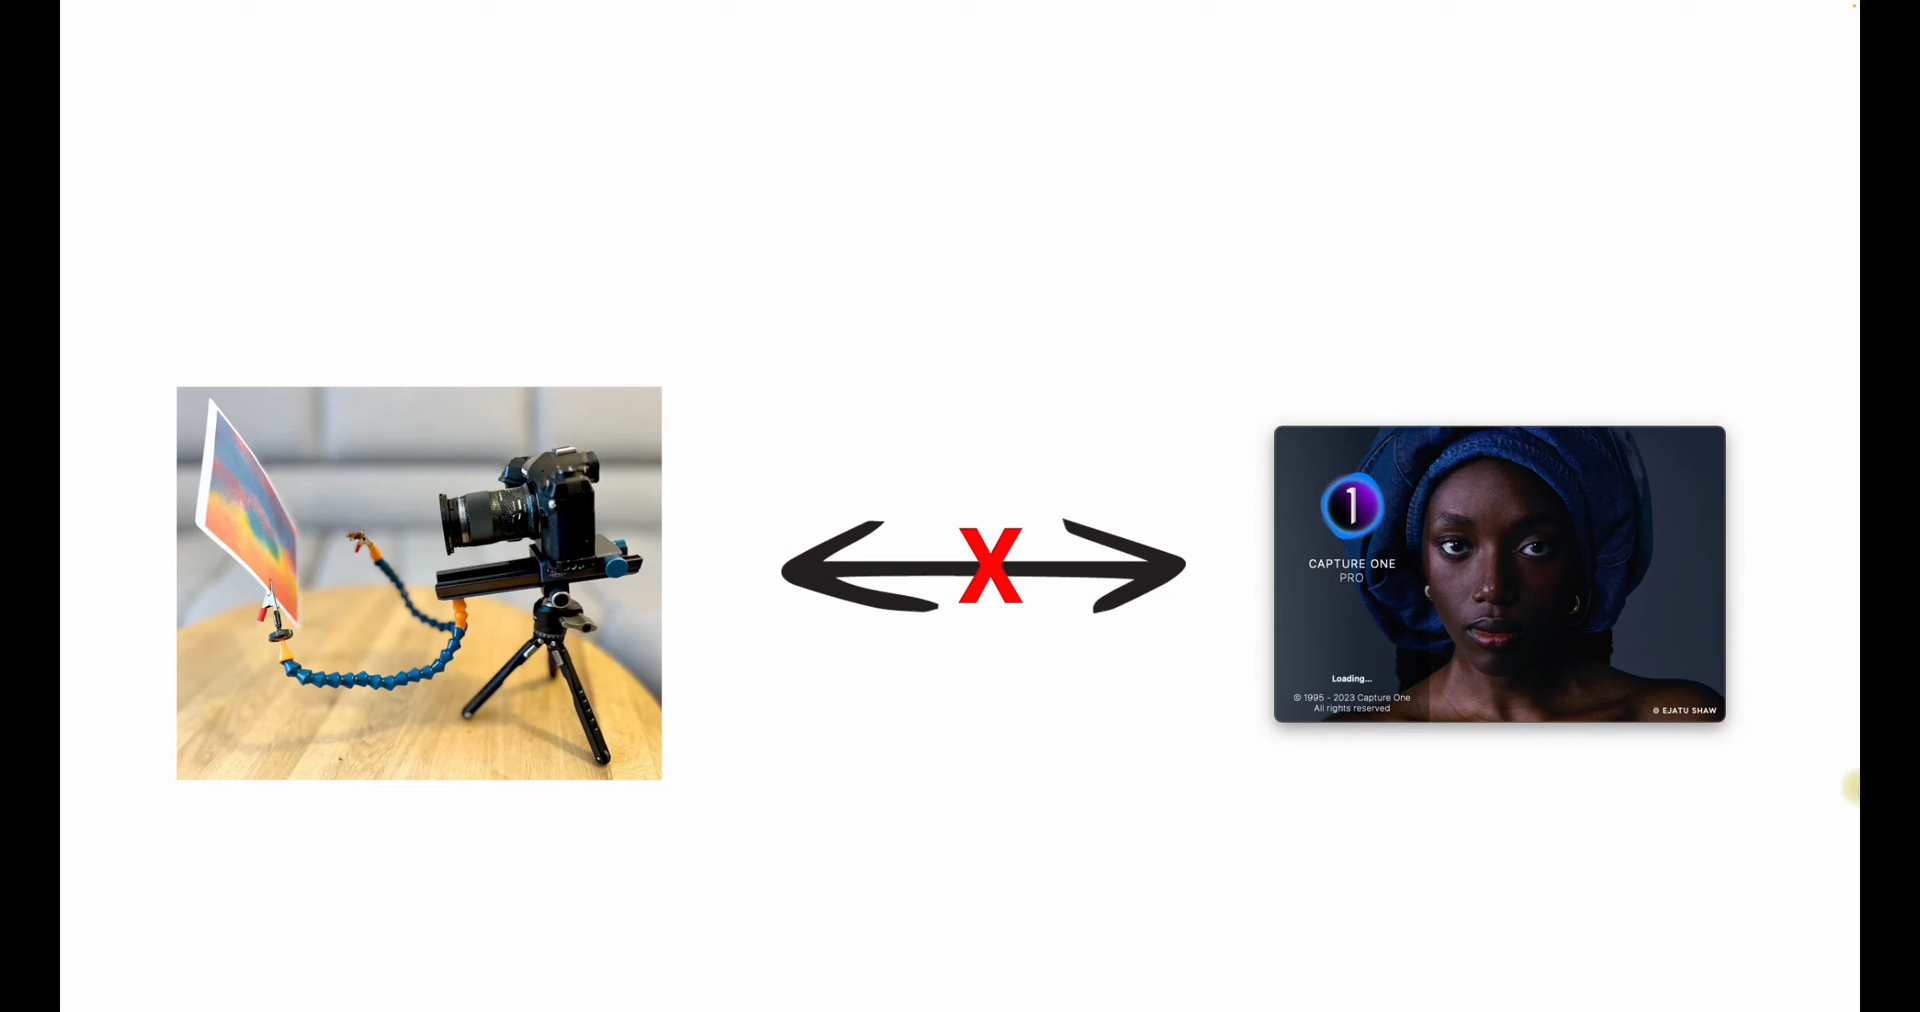 X
1
CAPTURE ONE
PRO
Loading...
© 1995 - 2023 Capture One
All rights reserved
© EJATU SHAW